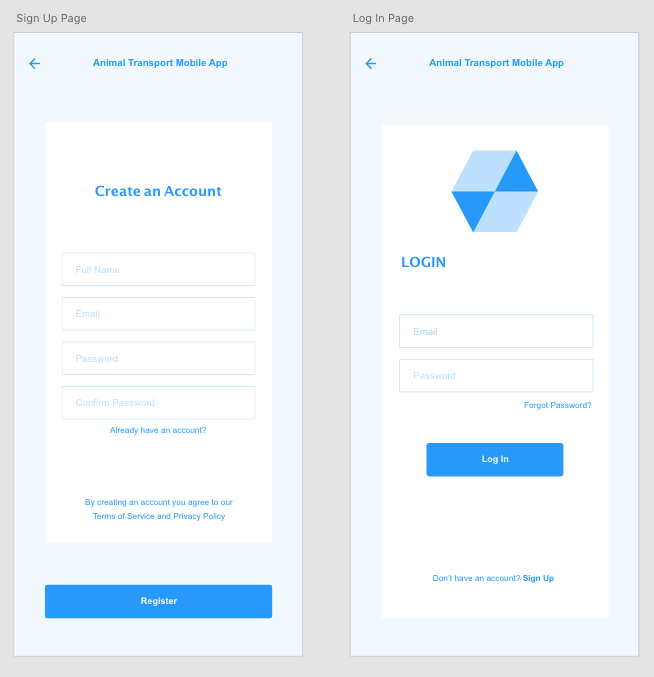 Sign Up Page
Animal Transport Mobile App
Create an Account
Full Name
Email
Password
Confirm Password
Already have an account?
By creating an account you agree to our
Terms of Service and Privacy Policy
Register
Log In Page
Animal Transport Mobile App
LOGIN
Email
Password
Forgot Password?
Log In
Don't have an account? Sign Up